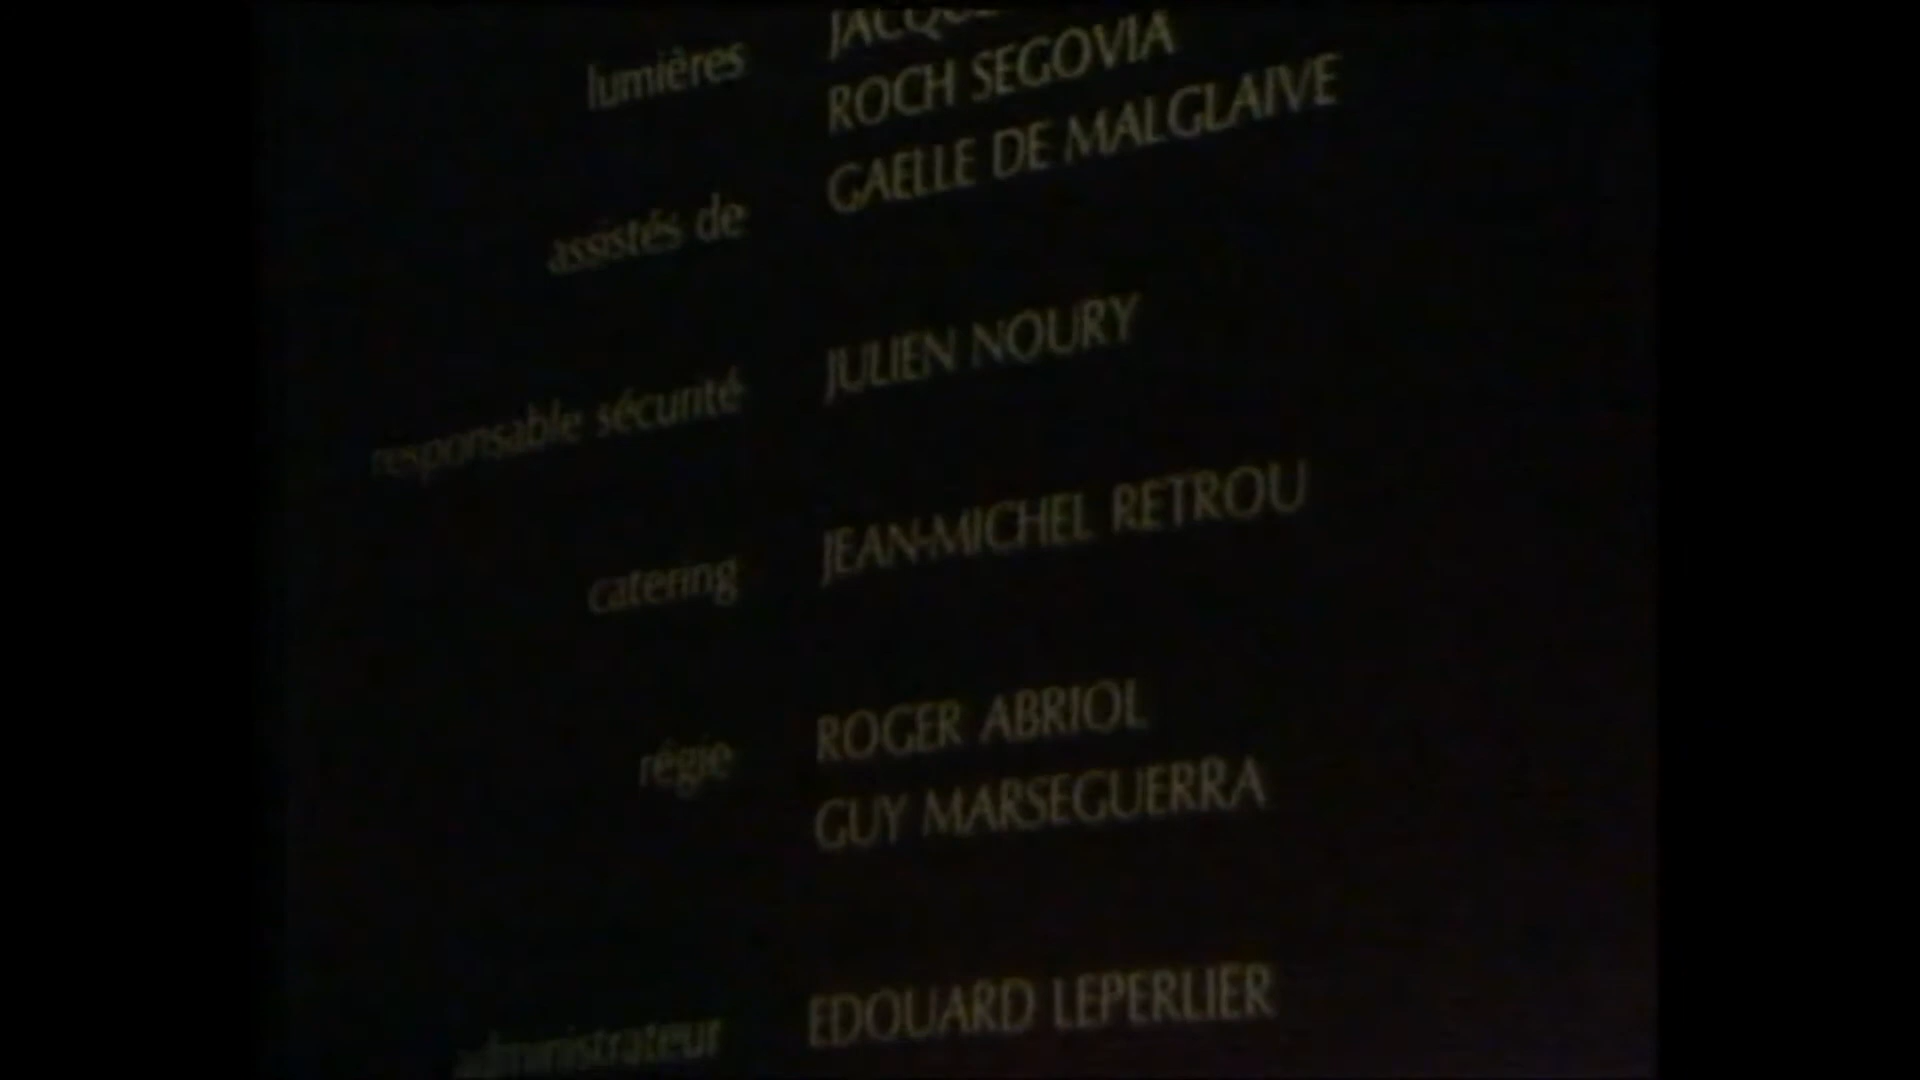 lumières
ROCH SEGOVIA
assistés de GAELLE DE MALGLAIVE
responsable sécurité JULIEN NOURY
catering JEAN-MICHEL RETROU
régie ROGER ABRIOL
GUY MARSEGUERRA
administrateur EDOUARD LEPERLIER